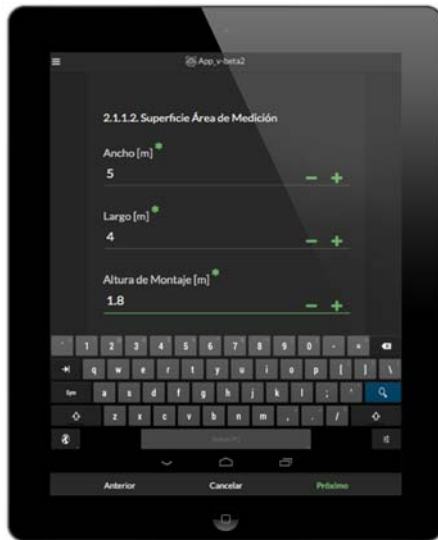 App_v-beta2
2.1.1.2. Superficie Área de Medición
Ancho [m] *
5
Largo [m] *
4
Altura de Montaje [m] *
1.8
1 2 3 4 5 6 7 8 9 0 -
q w e r t y u i o p [ ] \
Sym a s d f g h j k l ; '
z x c v b n m , . /
Anterior Cancelar Próximo